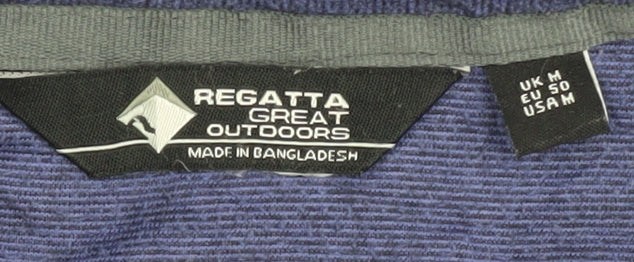 REGATTA
GREAT
OUTDOORS
MADE IN BANGLADESH
UK M
EU 50
USA M